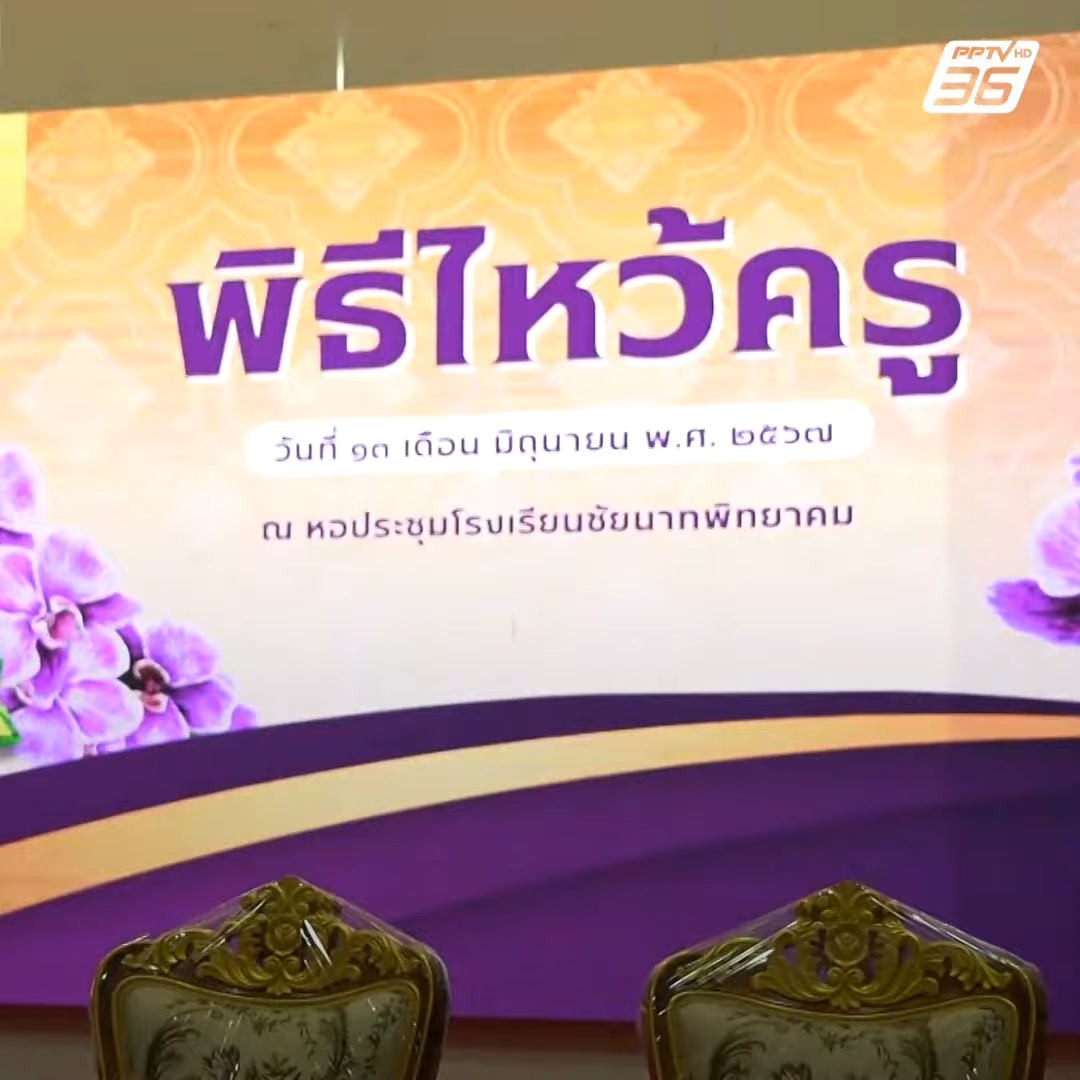 PPTV HD
36
พิธีไหว้ครู
วันที่ ๑๓ เดือน มิถุนายน พ.ศ. ๒๕๖๗
ณ หอประชุมโรงเรียนชัยนาทพิทยาคม